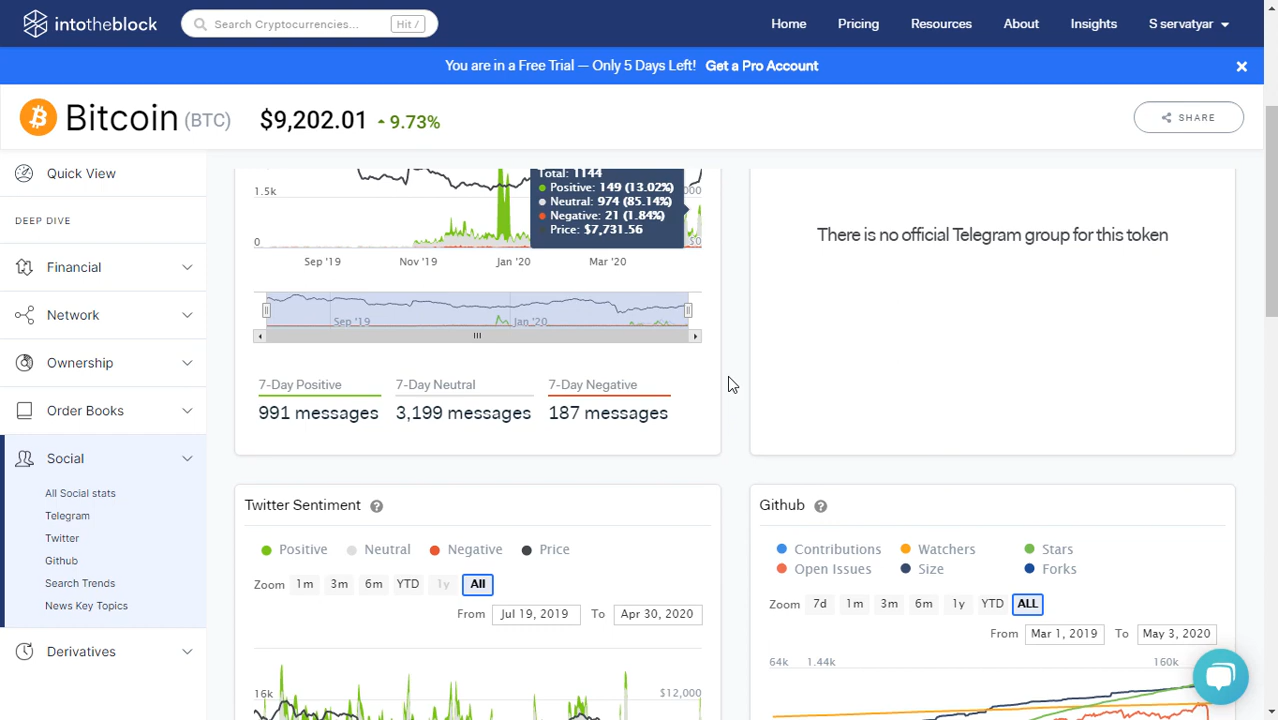 intotheblock
Search Cryptocurrencies...
Hit /
Home
Pricing
Resources
About
Insights
S servatyar
You are in a Free Trial — Only 5 Days Left! Get a Pro Account
Bitcoin (BTC)
$9,202.01
9.73%
SHARE
Quick View
DEEP DIVE
Financial
Network
Ownership
Order Books
Social
All Social stats
Telegram
Twitter
Github
Search Trends
News Key Topics
Derivatives
Total: 1144
Positive: 149 (13.02%)
Neutral: 974 (85.14%)
Negative: 21 (1.84%)
Price: $7,731.56
1.5k
0
$0
Sep '19
Nov '19
Jan '20
Mar '20
Sep '19
Jan '20
7-Day Positive
991 messages
7-Day Neutral
3,199 messages
7-Day Negative
187 messages
There is no official Telegram group for this token
Twitter Sentiment
Positive
Neutral
Negative
Price
Zoom 1m 3m 6m YTD 1y All
From Jul 19, 2019 To Apr 30, 2020
16k
$12,000
Github
Contributions
Watchers
Stars
Open Issues
Size
Forks
Zoom 7d 1m 3m 6m 1y YTD ALL
From Mar 1, 2019 To May 3, 2020
64k
1.44k
160k